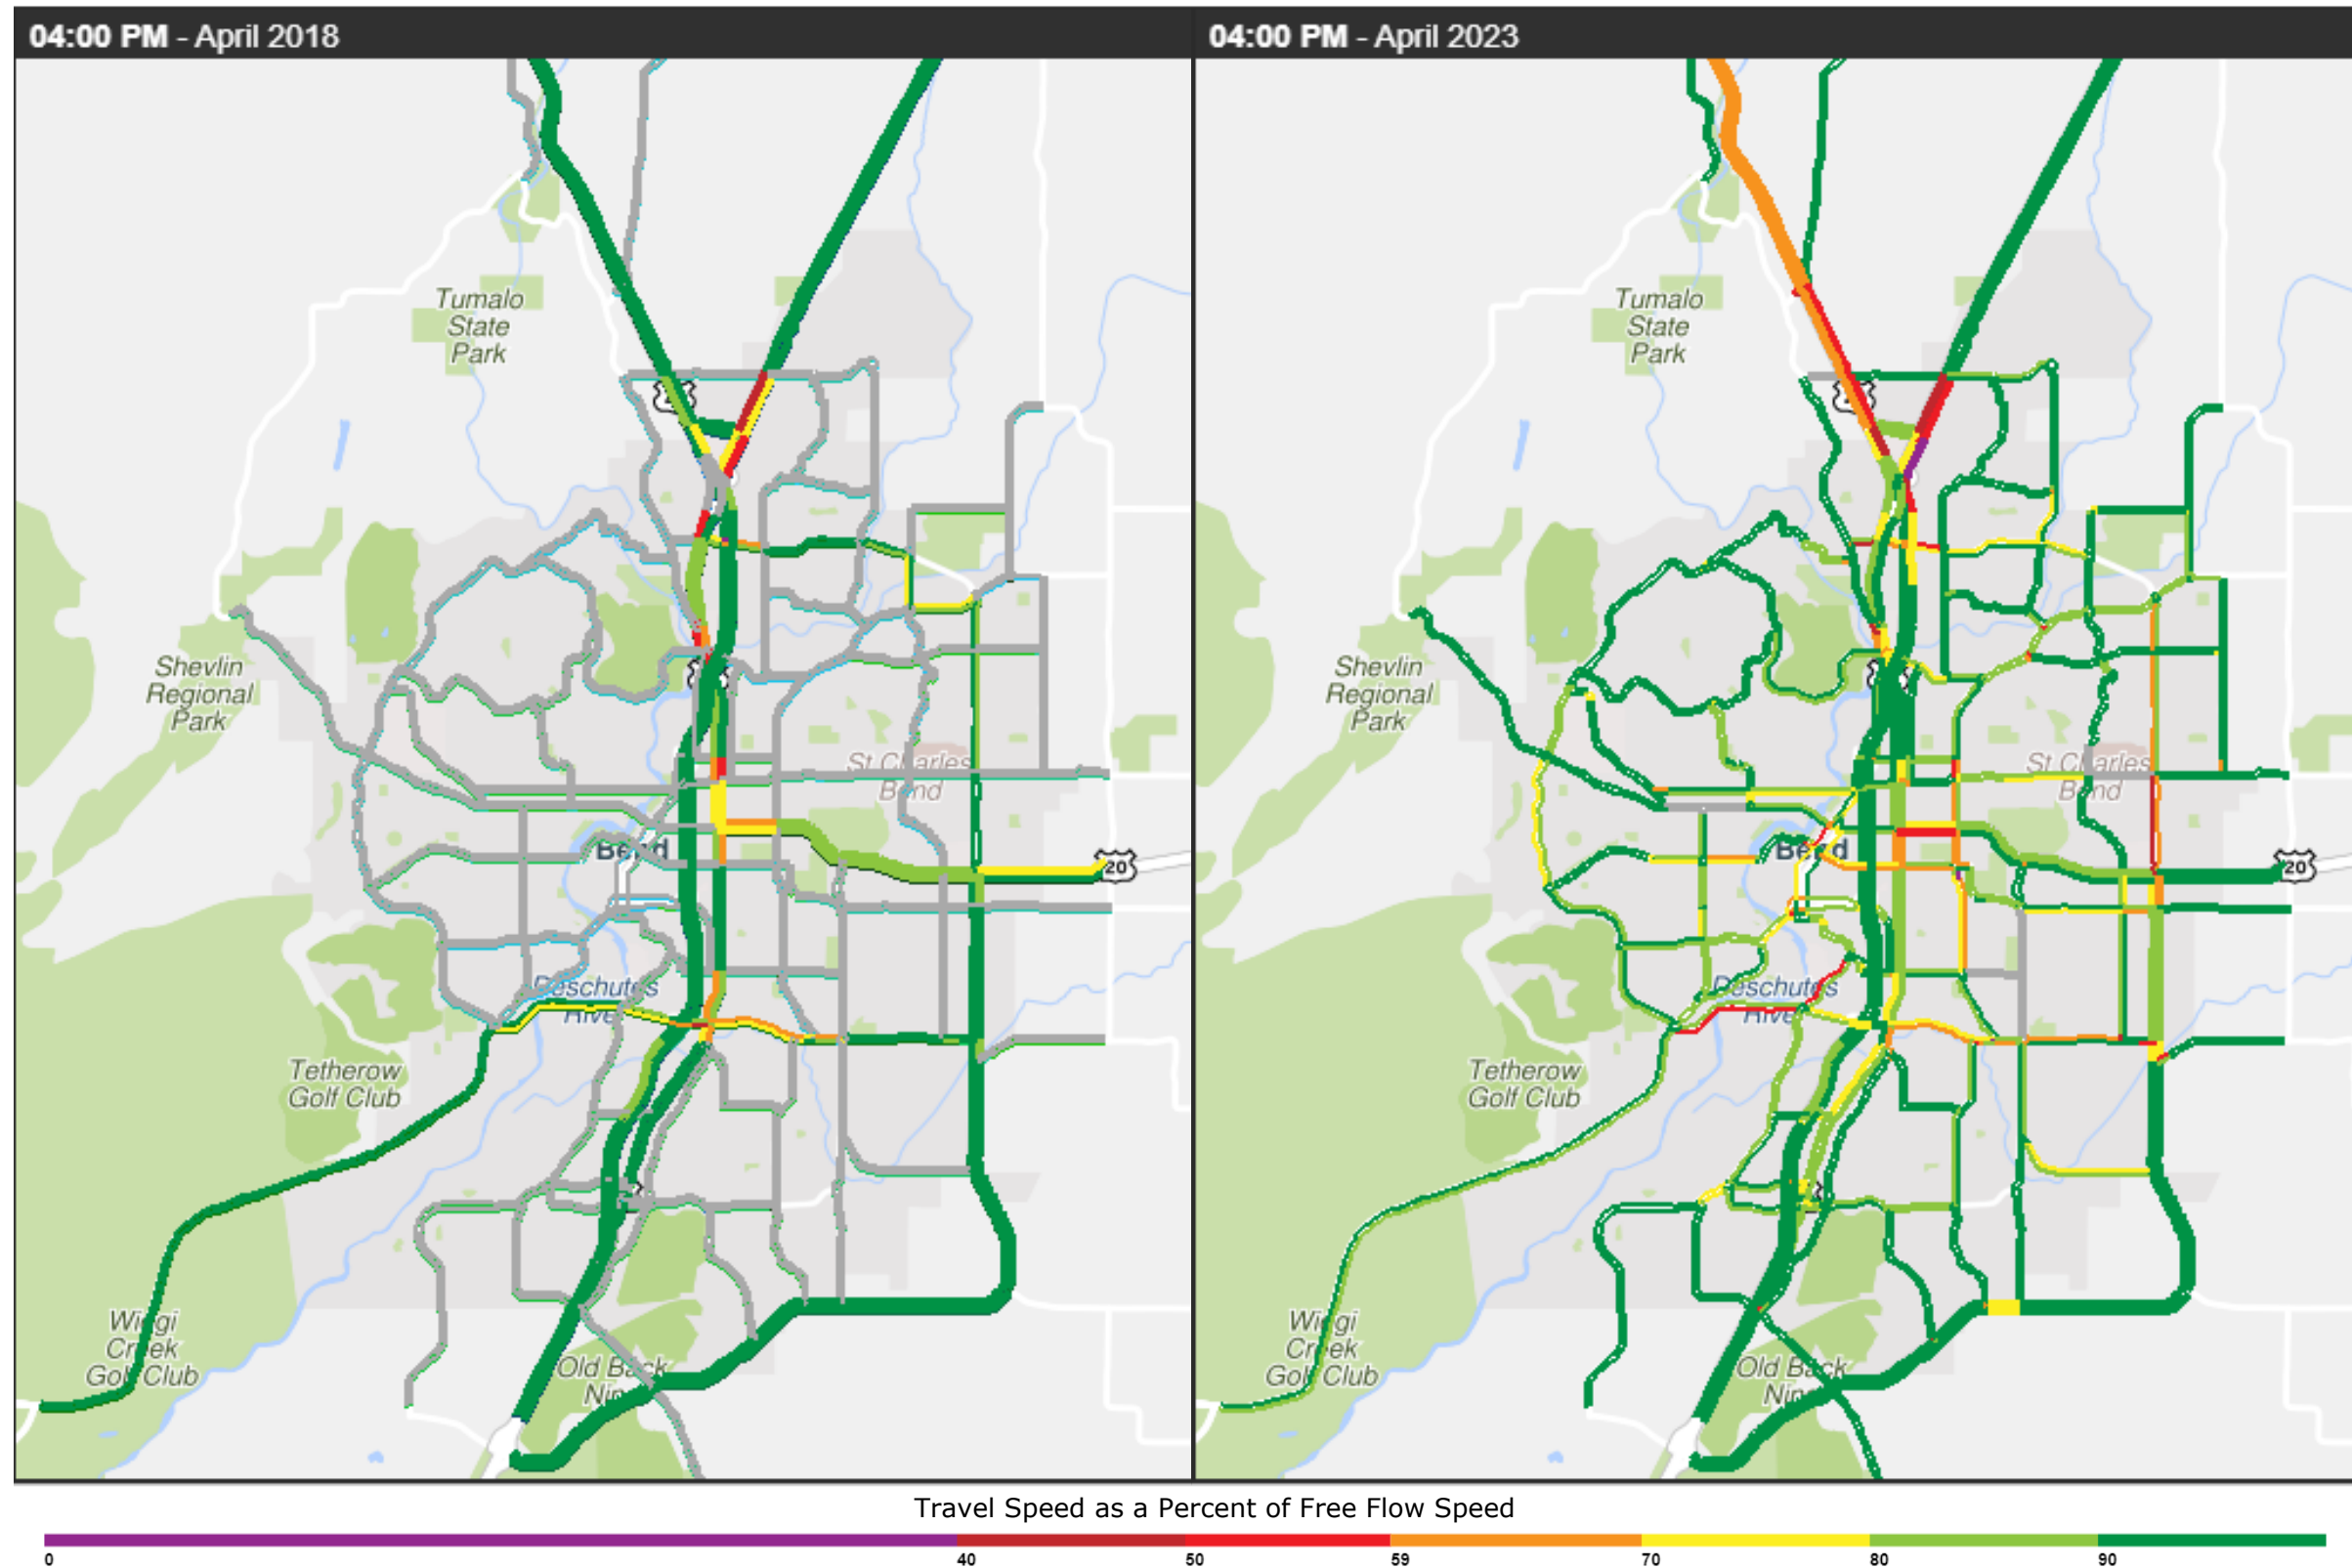 04:00 PM - April 2018
04:00 PM - April 2023
Tumalo
State
Park
Tumalo
State
Park
Shevlin
Regional
Park
Shevlin
Regional
Park
St Charles
Bend
St Charles
Bend
Bend
20
Bend
20
Deschutes
River
Deschutes
River
Tetherow
Golf Club
Tetherow
Golf Club
Creek
Golf Club
Creek
Golf Club
Old Back
Old Back
Travel Speed as a Percent of Free Flow Speed
0 40 50 59 70 80 90